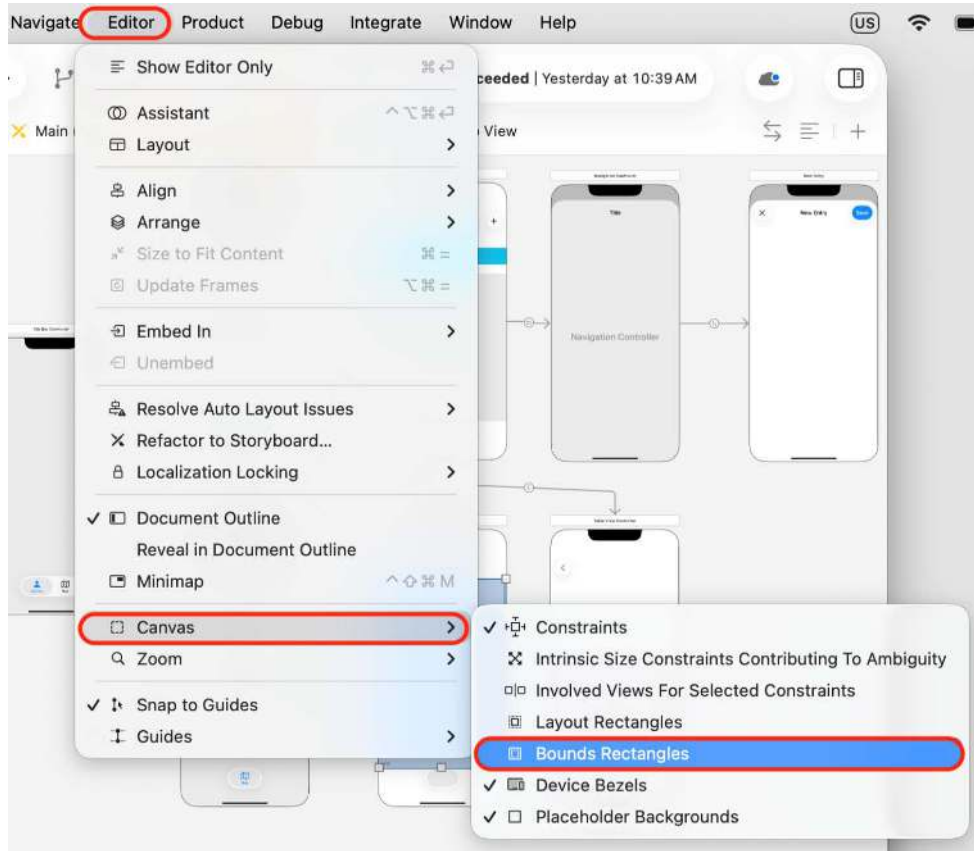 Navigate Editor Product Debug Integrate Window Help US
Show Editor Only ⌘↩
ceeded | Yesterday at 10:39 AM
Assistant ^⌥⌘↩
Main
View
Layout
Align
Arrange
Size to Fit Content ⌘ =
Update Frames ⌥⌘ =
Embed In
Unembed
Resolve Auto Layout Issues
Refactor to Storyboard...
Localization Locking
Document Outline
Reveal in Document Outline
Minimap ^⇧⌘M
Canvas
Zoom
Snap to Guides
Guides
Constraints
Intrinsic Size Constraints Contributing To Ambiguity
Involved Views For Selected Constraints
Layout Rectangles
Bounds Rectangles
Device Bezels
Placeholder Backgrounds
Title
Navigation Controller
New Entry
Save